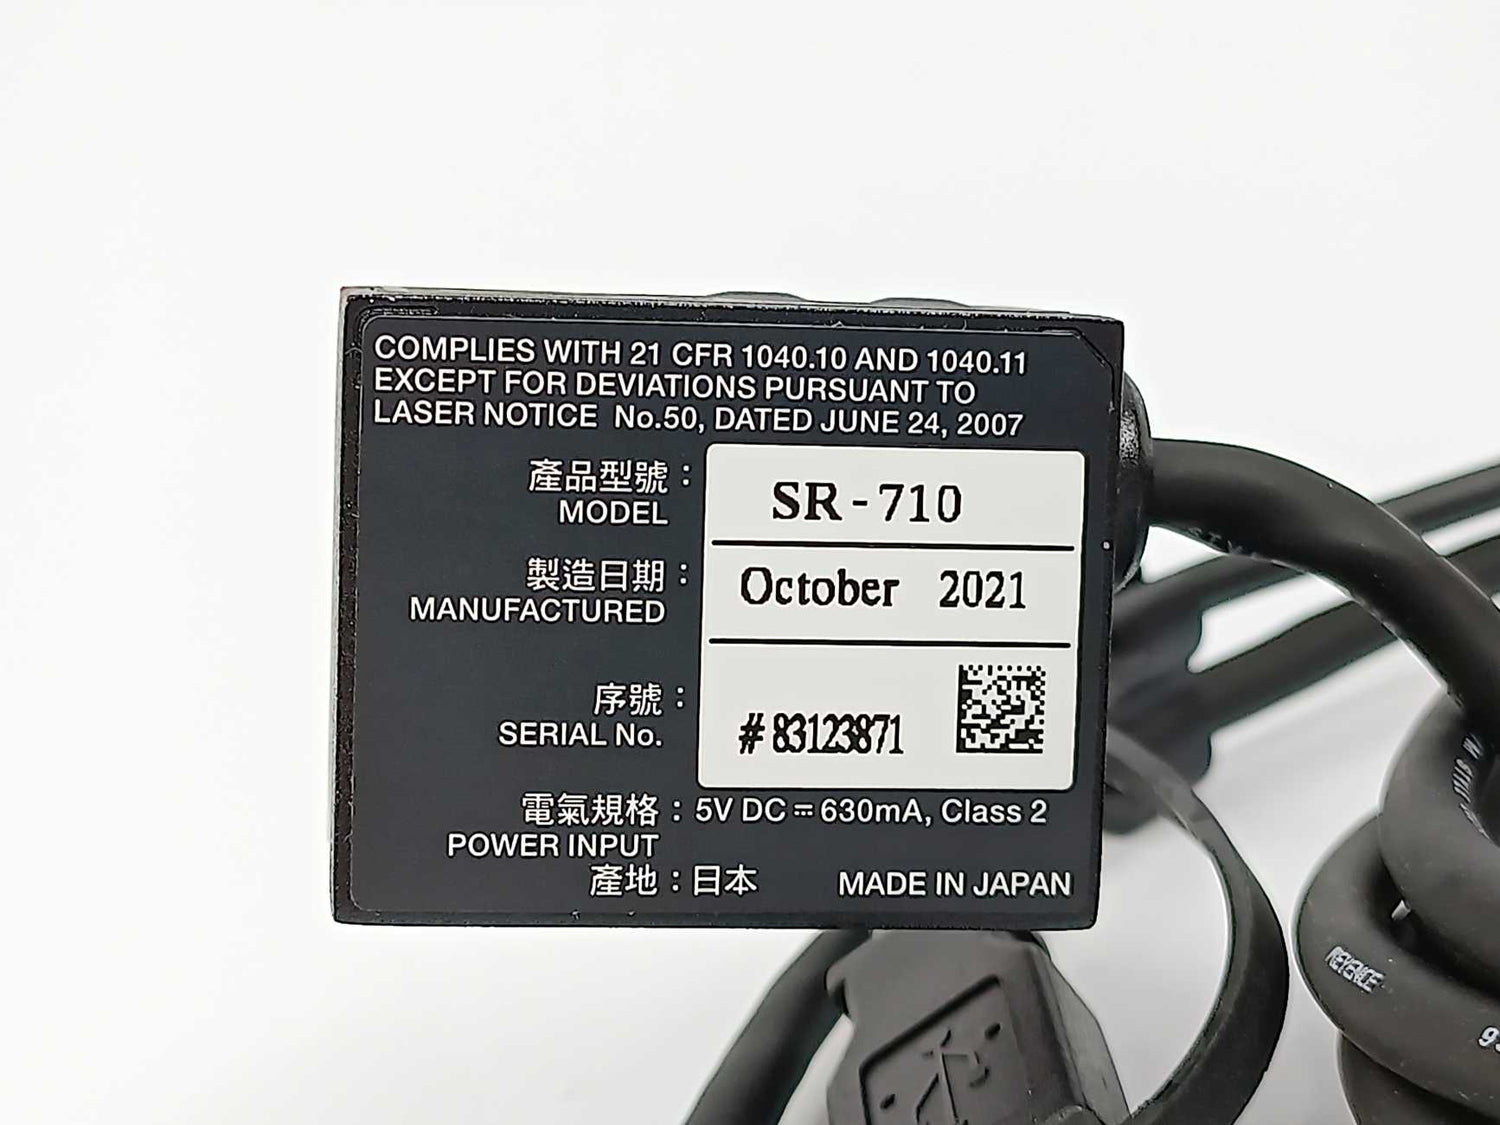 COMPLIES WITH 21 CFR 1040.10 AND 1040.11
EXCEPT FOR DEVIATIONS PURSUANT TO
LASER NOTICE No.50, DATED JUNE 24, 2007
產品型號：
MODEL
SR-710
製造日期：
MANUFACTURED
October 2021
序號：
SERIAL No.
#83123871
電氣規格：5V DC⎓630mA, Class 2
POWER INPUT
產地：日本 MADE IN JAPAN
KEYENCE